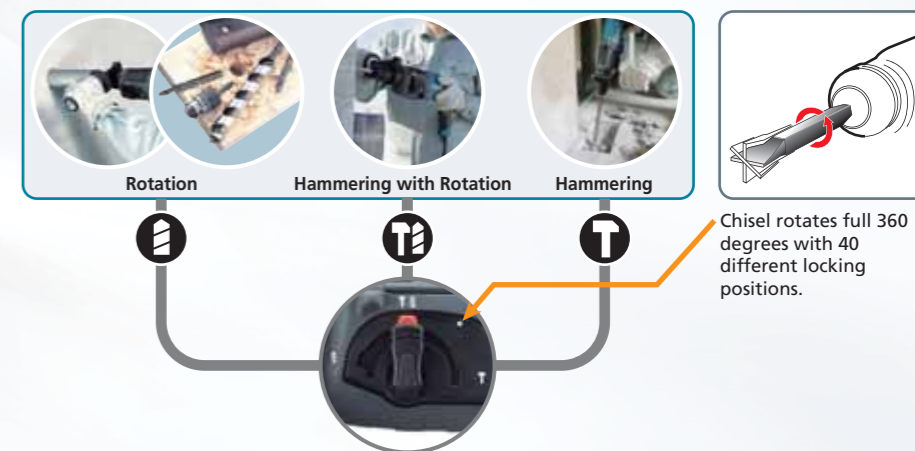 Rotation
Hammering with Rotation
Hammering
Chisel rotates full 360
degrees with 40
different locking
positions.